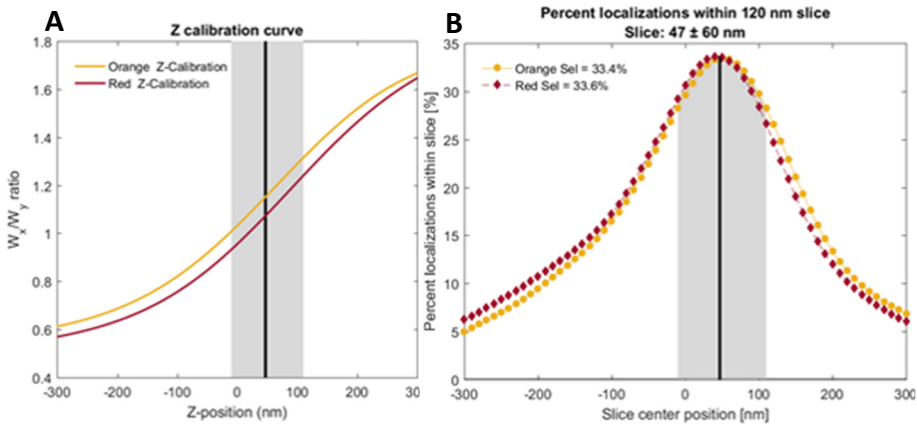 A
Z calibration curve
1.8
1.6
1.4
1.2
1
0.8
0.6
0.4
Wx/Wy ratio
Orange Z-Calibration
Red Z-Calibration
-300
-200
-100
0
100
200
300
Z-position (nm)
B
Percent localizations within 120 nm slice
Slice: 47 ± 60 nm
35
30
25
20
15
10
5
0
Percent localizations within slice [%]
Orange Sel = 33.4%
Red Sel = 33.6%
-300
-200
-100
0
100
200
300
Slice center position [nm]